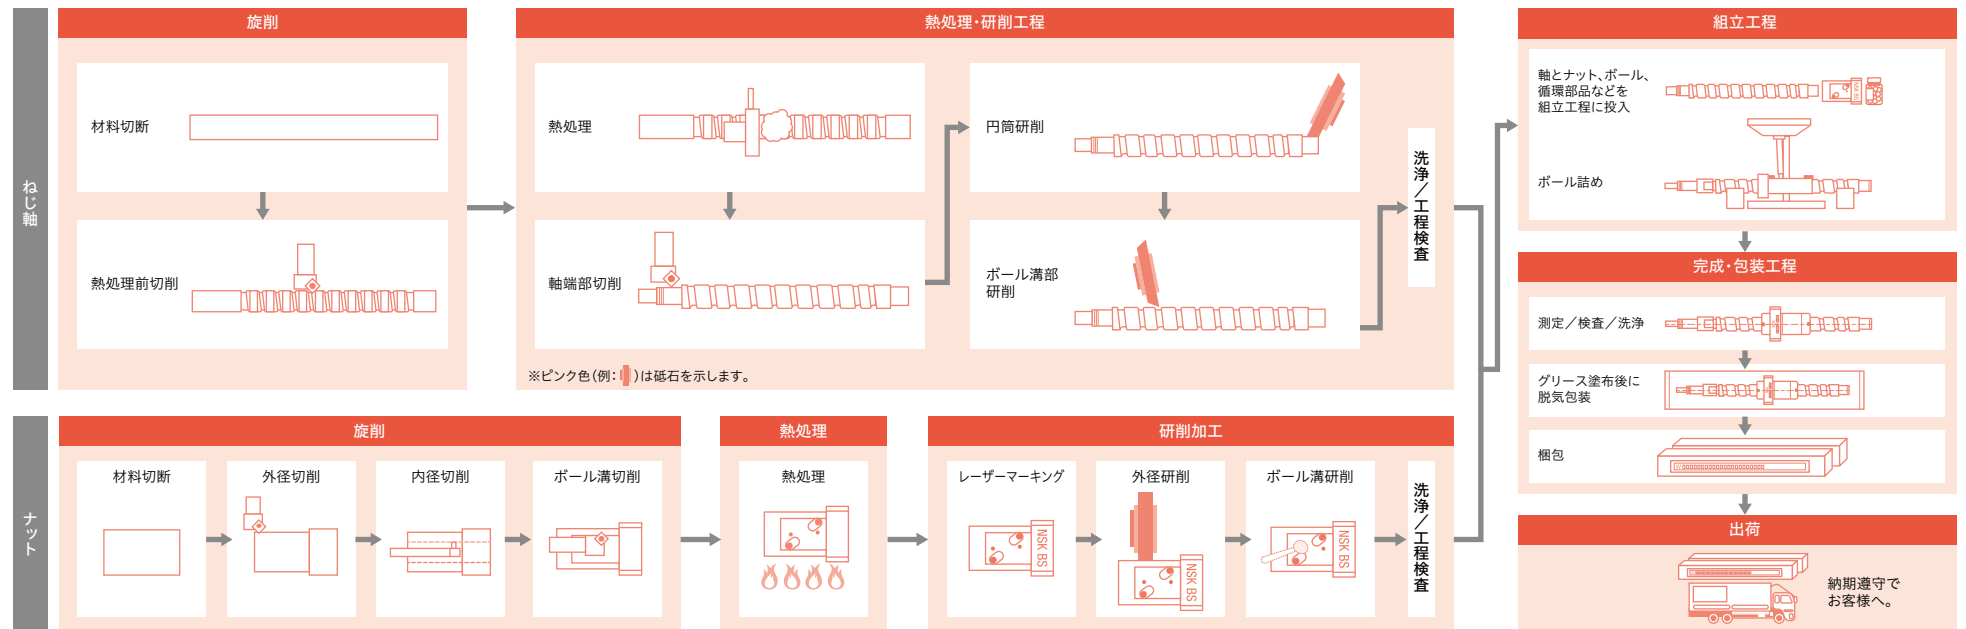 ねじ軸
旋削
材料切断
熱処理前切削
熱処理・研削工程
熱処理
軸端部切削
円筒研削
ボール溝部
研削
※ピンク色(例: )は砥石を示します。
洗浄／工程検査
ナット
旋削
材料切断
外径切削
内径切削
ボール溝切削
熱処理
熱処理
研削加工
レーザーマーキング
NSK BS
外径研削
NSK BS
ボール溝研削
NSK BS
洗浄／工程検査
組立工程
軸とナット、ボール、
循環部品などを
組立工程に投入
NSK BS
ボール詰め
完成・包装工程
測定／検査／洗浄
グリース塗布後に
脱気包装
梱包
出荷
納期遵守で
お客様へ。